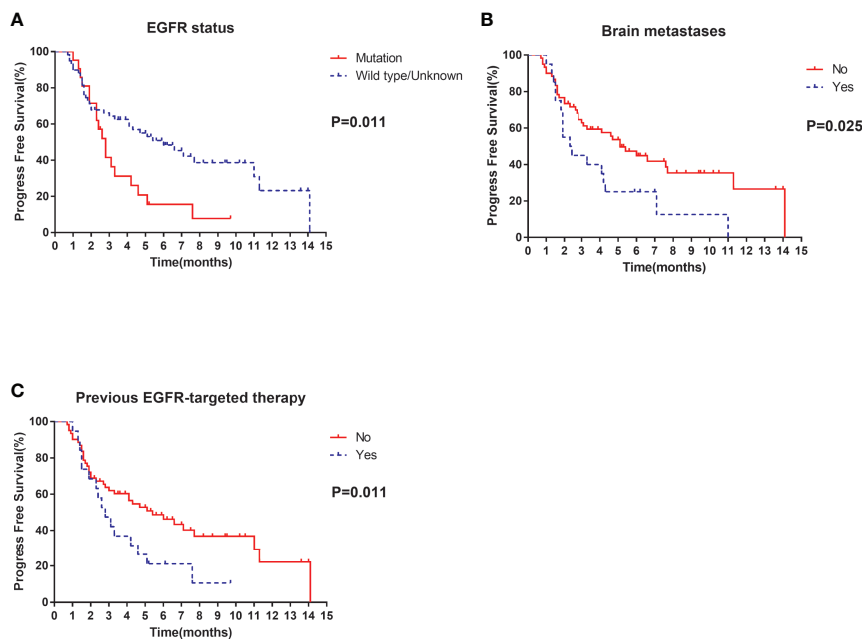 A
EGFR status
Progress Free Survival(%)
100
80
60
40
20
0
0 1 2 3 4 5 6 7 8 9 10 11 12 13 14 15
Time(months)
Mutation
Wild type/Unknown
P=0.011
B
Brain metastases
Progress Free Survival(%)
100
80
60
40
20
0
0 1 2 3 4 5 6 7 8 9 10 11 12 13 14 15
Time(months)
No
Yes
P=0.025
C
Previous EGFR-targeted therapy
Progress Free Survival(%)
100
80
60
40
20
0
0 1 2 3 4 5 6 7 8 9 10 11 12 13 14 15
Time(months)
No
Yes
P=0.011